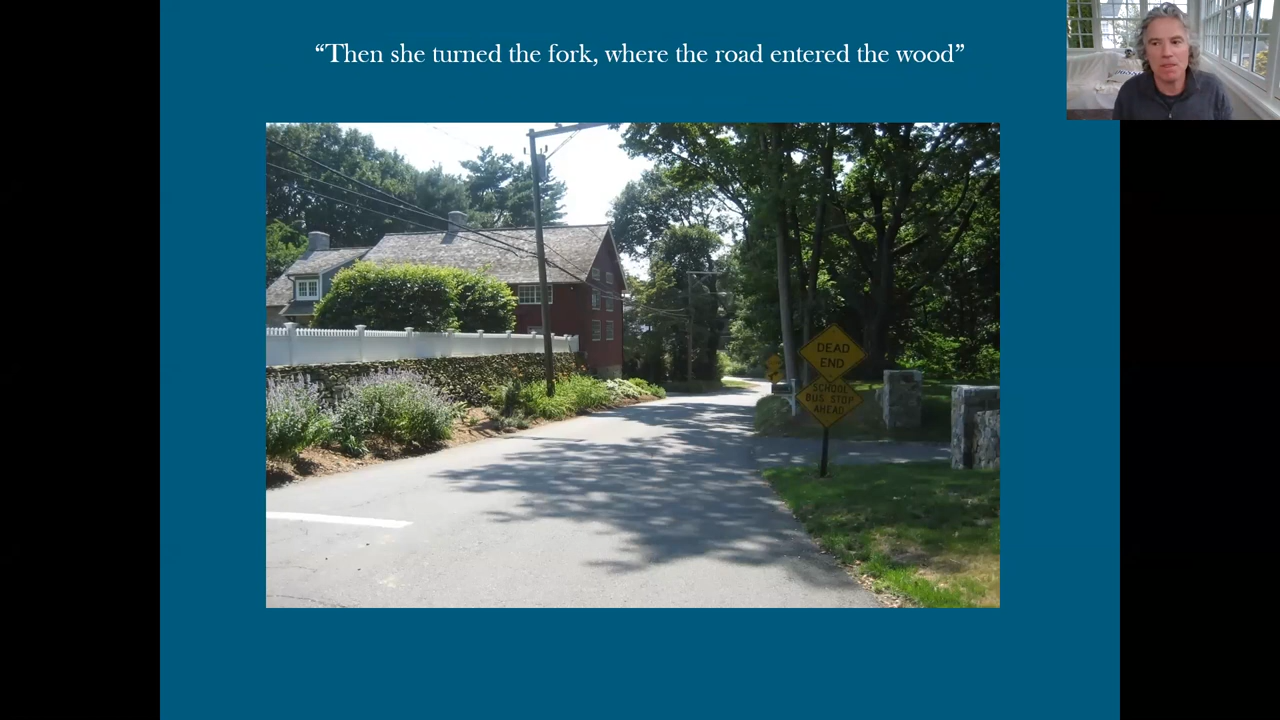 “Then she turned the fork, where the road entered the wood”
DEAD
END
SCHOOL
BUS STOP
AHEAD